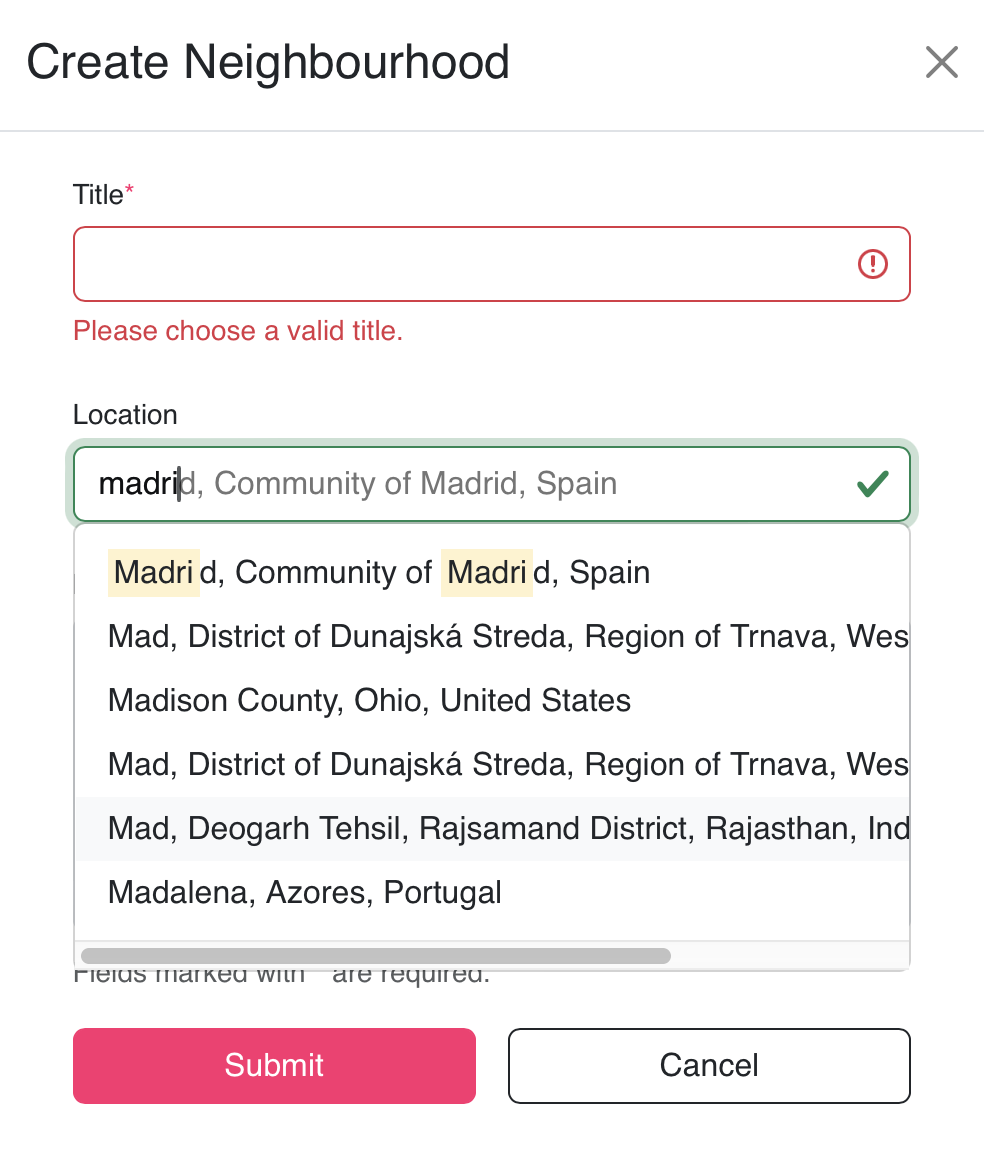 Create Neighbourhood
Title*
Please choose a valid title.
Location
madrid, Community of Madrid, Spain
Madrid, Community of Madrid, Spain
Mad, District of Dunajská Streda, Region of Trnava, Wes
Madison County, Ohio, United States
Mad, District of Dunajská Streda, Region of Trnava, Wes
Mad, Deogarh Tehsil, Rajsamand District, Rajasthan, Ind
Madalena, Azores, Portugal
Fields marked with are required.
Submit
Cancel